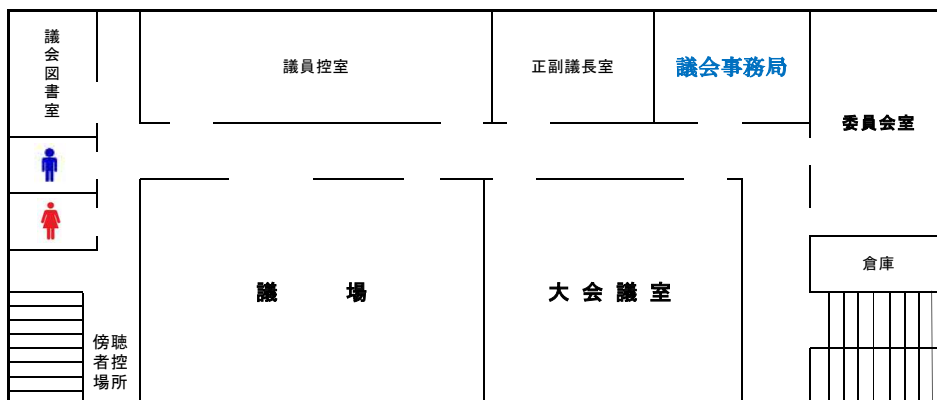 議会図書室
議員控室
正副議長室
議会事務局
委員会室
倉庫
議場
大会議室
傍聴者控場所